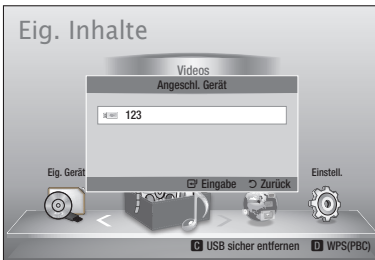 Eig. Inhalte
Videos
Angeschl. Gerät
123
Eingabe Zurück
Eig. Gerät
Einstell.
C USB sicher entfernen D WPS(PBC)